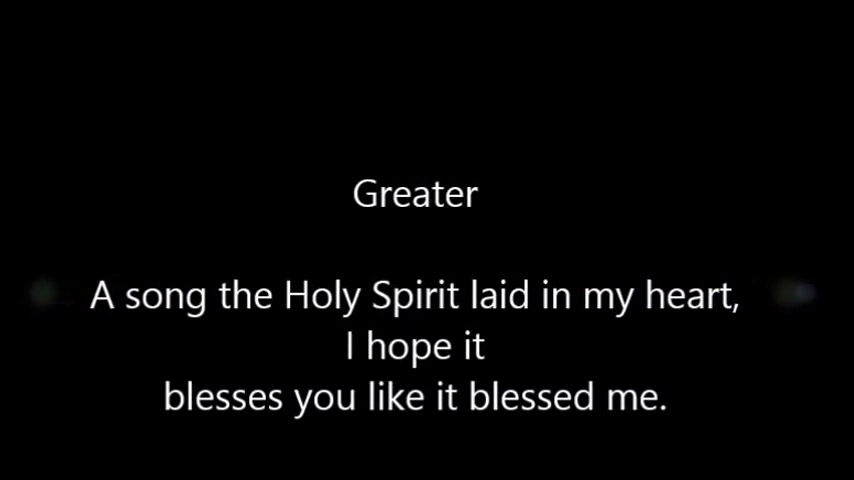 Greater
A song the Holy Spirit laid in my heart,
I hope it
blesses you like it blessed me.